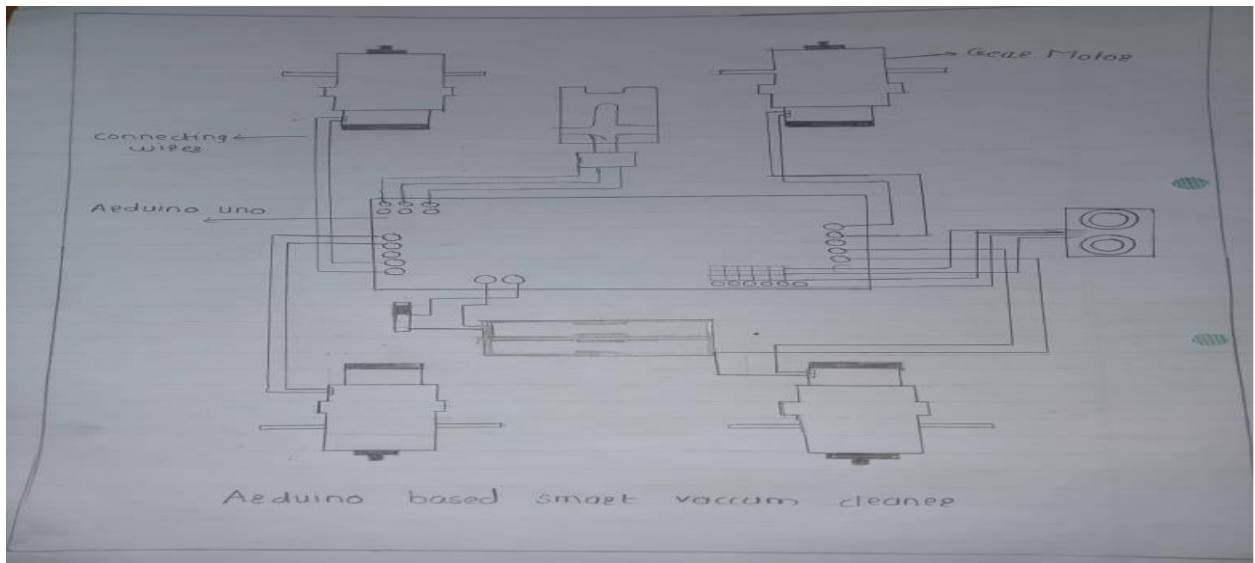 Gear Motor
connecting
wires
Arduino uno
Arduino based smart vaccum cleaner